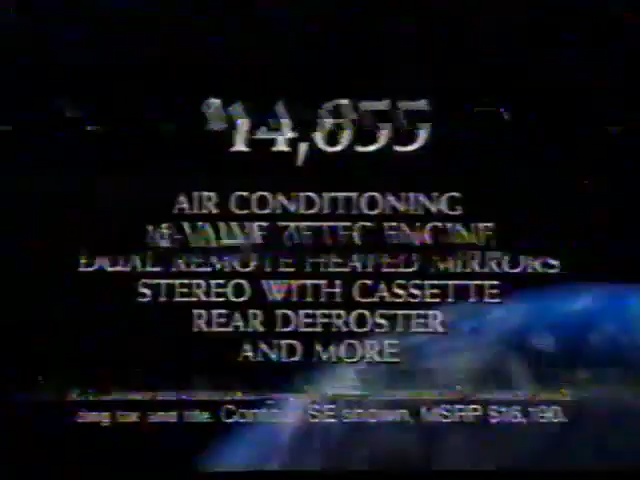 $14,855
AIR CONDITIONING
16-VALVE ZETEC ENGINE
DUAL REMOTE HEATED MIRRORS
STEREO WITH CASSETTE
REAR DEFROSTER
AND MORE
tax and title. Contour SE shown, MSRP $16,190.